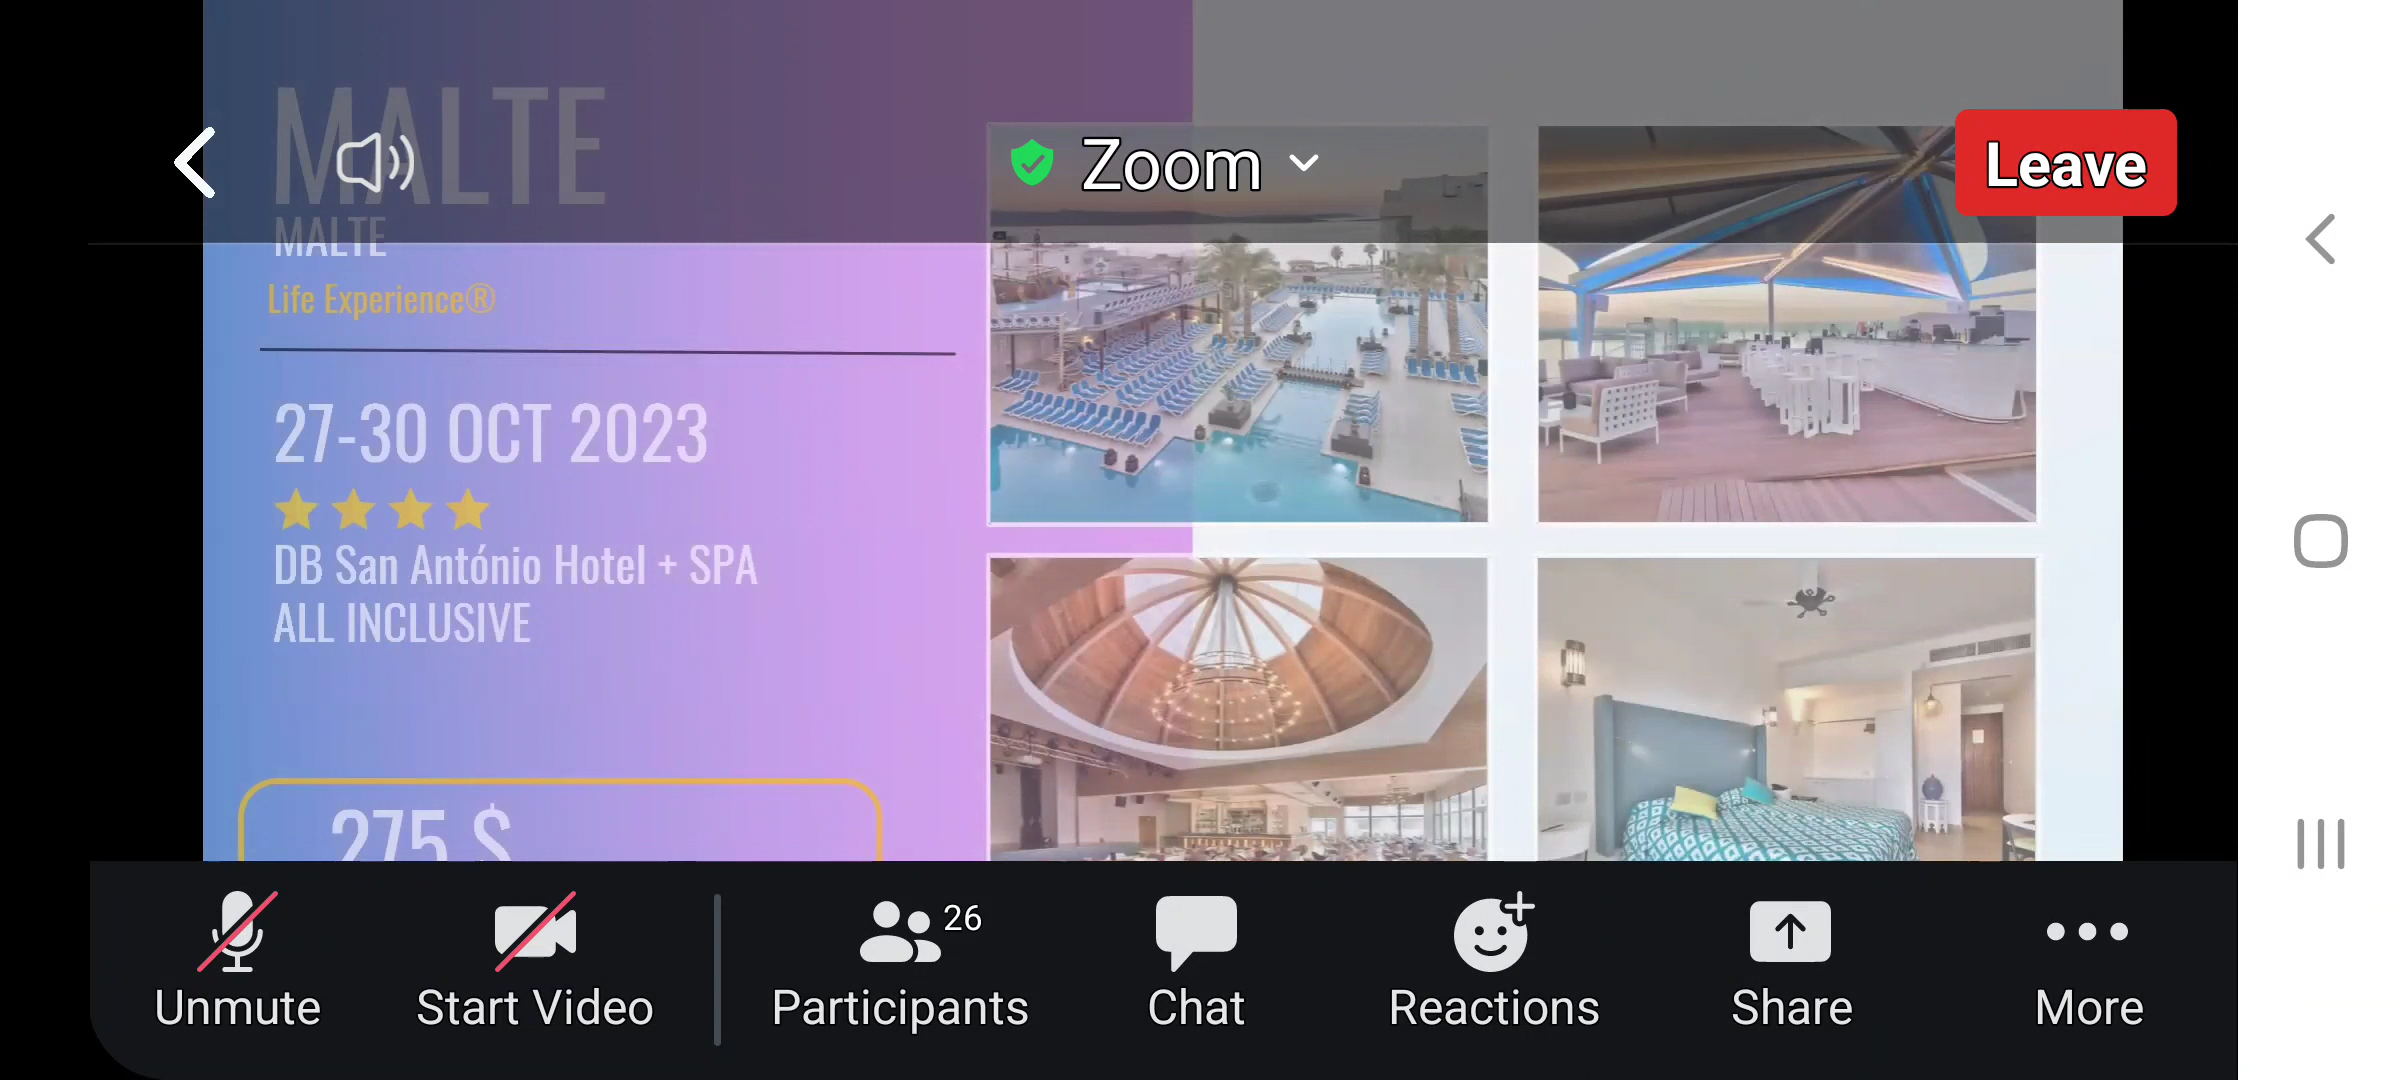 MALTE
Zoom
Leave
MALTE
Life Experience®
27-30 OCT 2023
DB San António Hotel + SPA
ALL INCLUSIVE
275 $
26
Unmute
Start Video
Participants
Chat
Reactions
Share
More